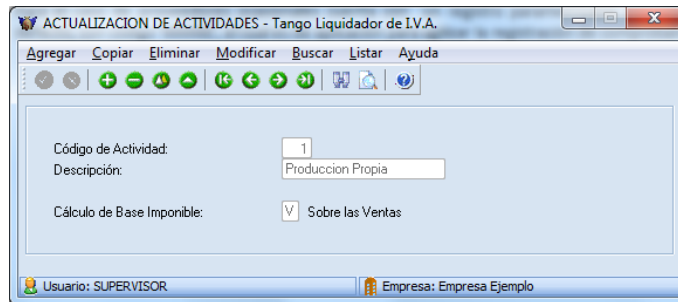 ACTUALIZACION DE ACTIVIDADES - Tango Liquidador de I.V.A.
Agregar Copiar Eliminar Modificar Buscar Listar Ayuda
Código de Actividad: 1
Descripción: Produccion Propia
Cálculo de Base Imponible: V Sobre las Ventas
Usuario: SUPERVISOR Empresa: Empresa Ejemplo